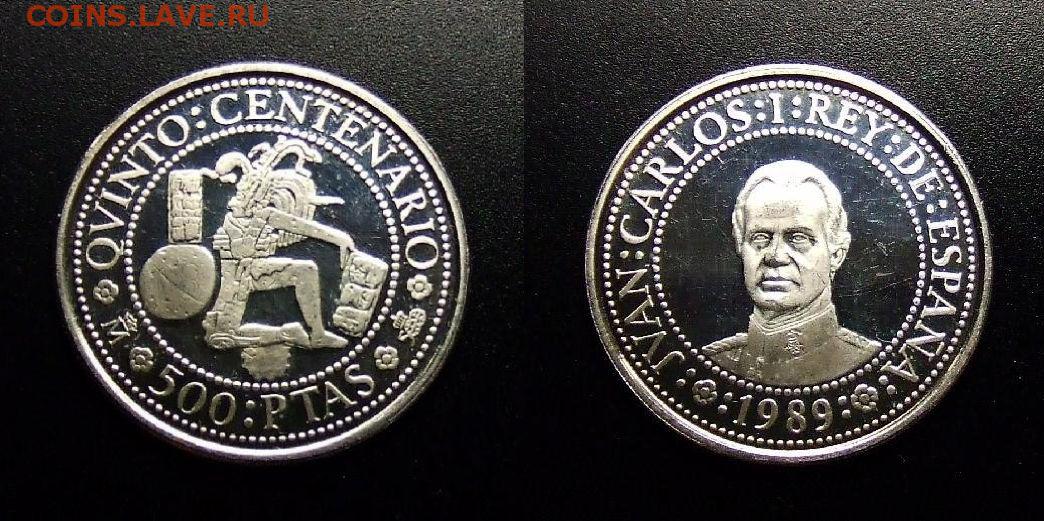 COINS.LAVE.RU
QVINTO:CENTENARIO
M
500:PTAS
JVAN:CARLOS:I:REY:DE:ESPAÑA
1989